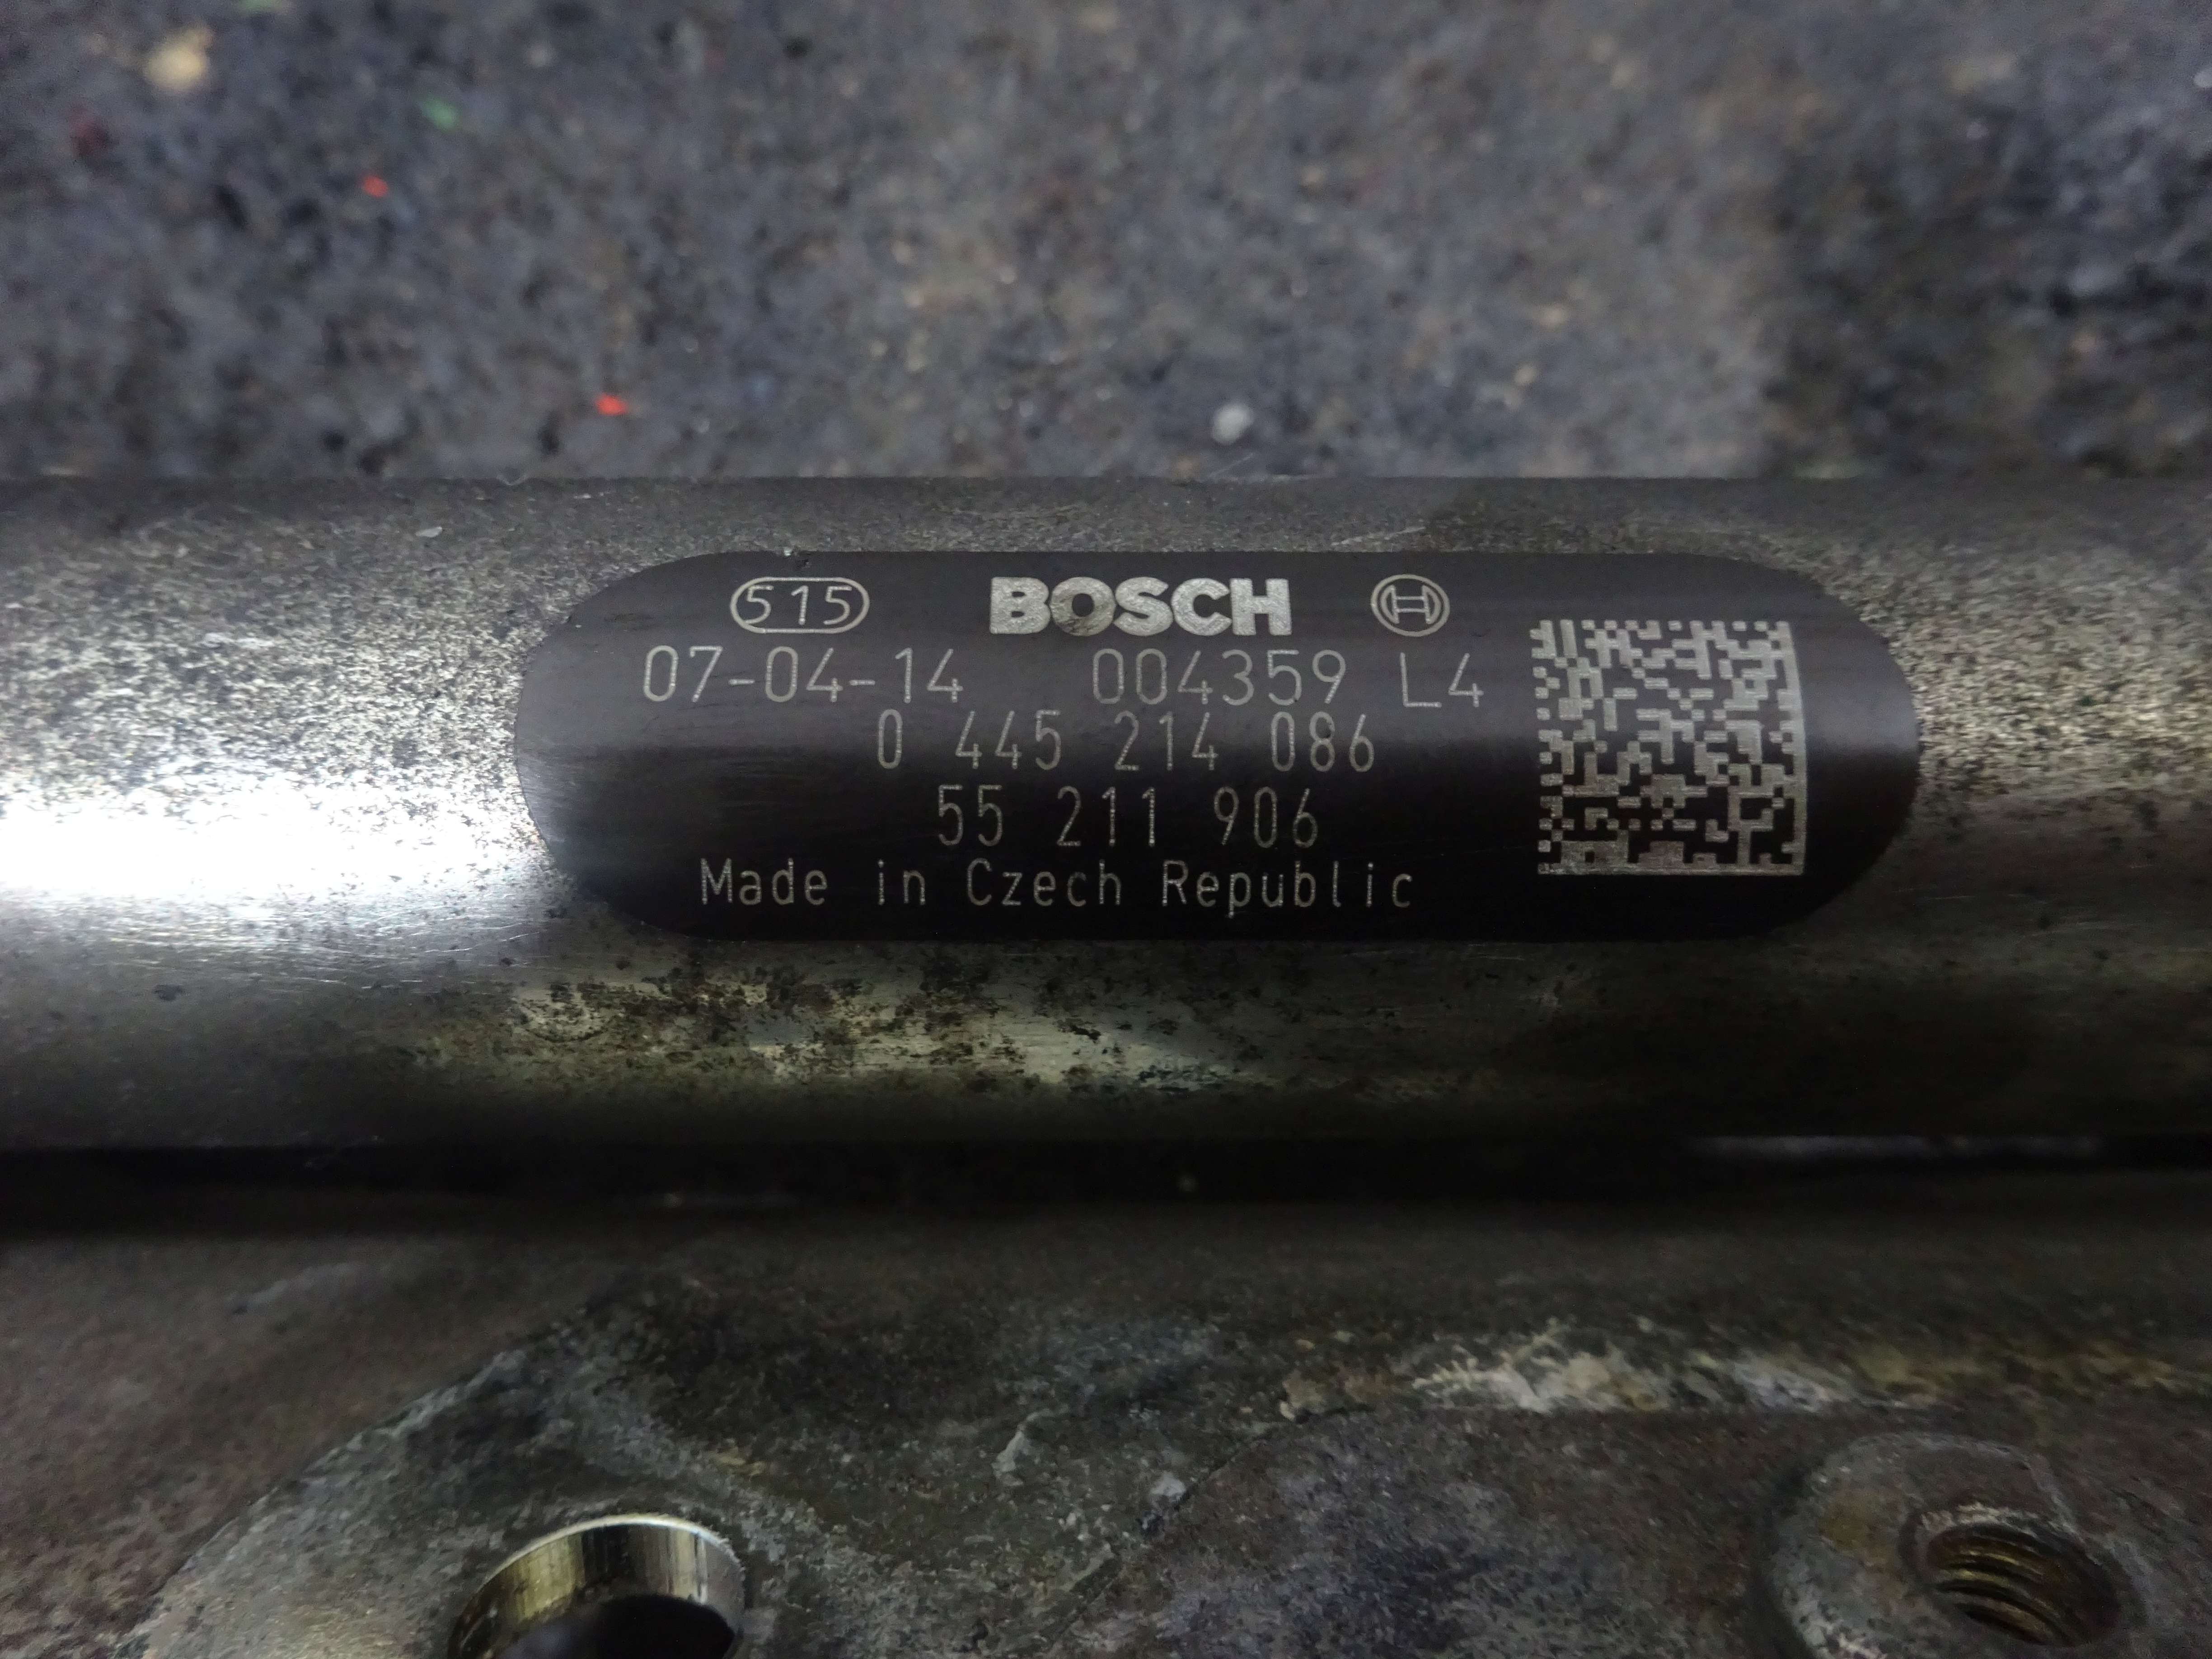 515 BOSCH
07-04-14 004359 L4
0 445 214 086
55 211 906
Made in Czech Republic